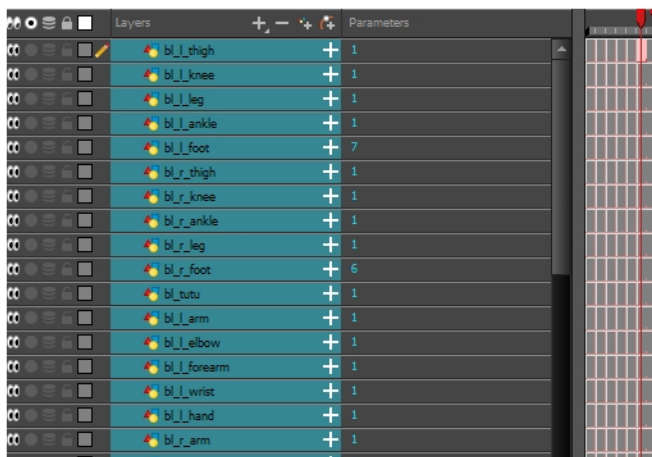 Layers Parameters
bl_l_thigh 1
bl_l_knee 1
bl_l_leg 1
bl_l_ankle 1
bl_l_foot 7
bl_r_thigh 1
bl_r_knee 1
bl_r_ankle 1
bl_r_leg 1
bl_r_foot 6
bl_tutu 1
bl_l_arm 1
bl_l_elbow 1
bl_l_forearm 1
bl_l_wrist 1
bl_l_hand 1
bl_r_arm 1